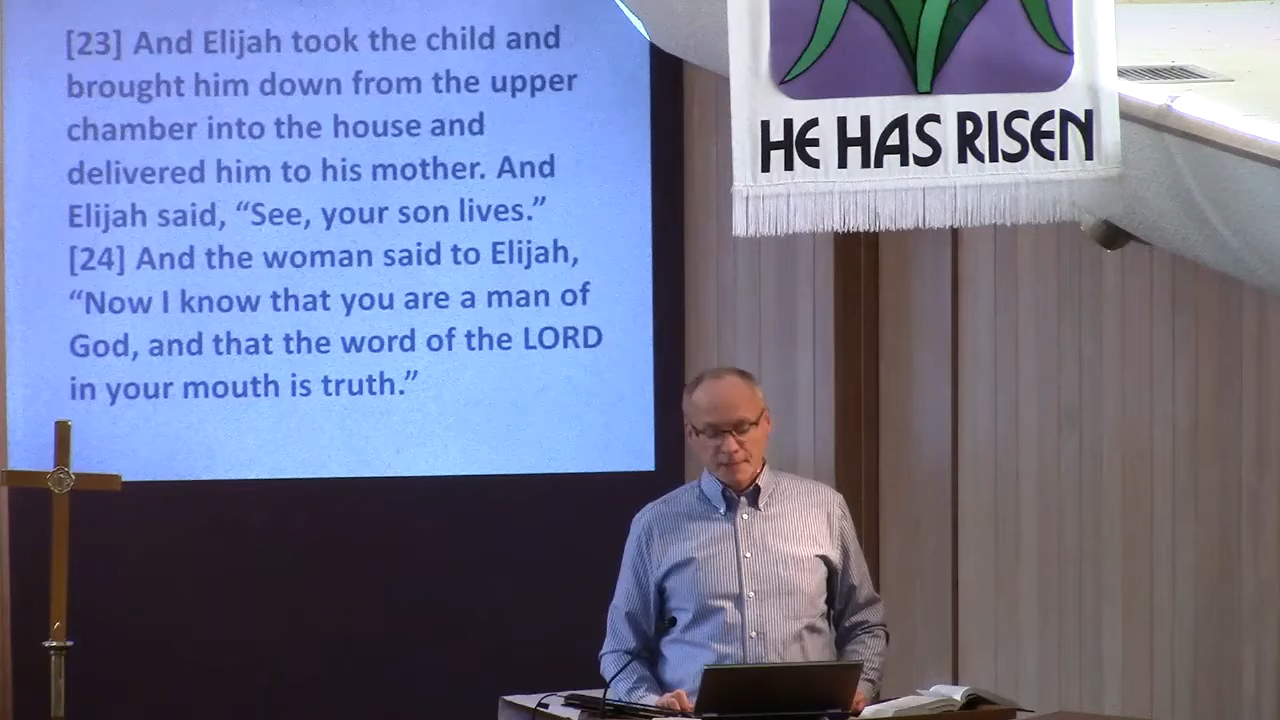 [23] And Elijah took the child and
brought him down from the upper
chamber into the house and
delivered him to his mother. And
Elijah said, “See, your son lives.”
[24] And the woman said to Elijah,
“Now I know that you are a man of
God, and that the word of the LORD
in your mouth is truth.”
HE HAS RISEN